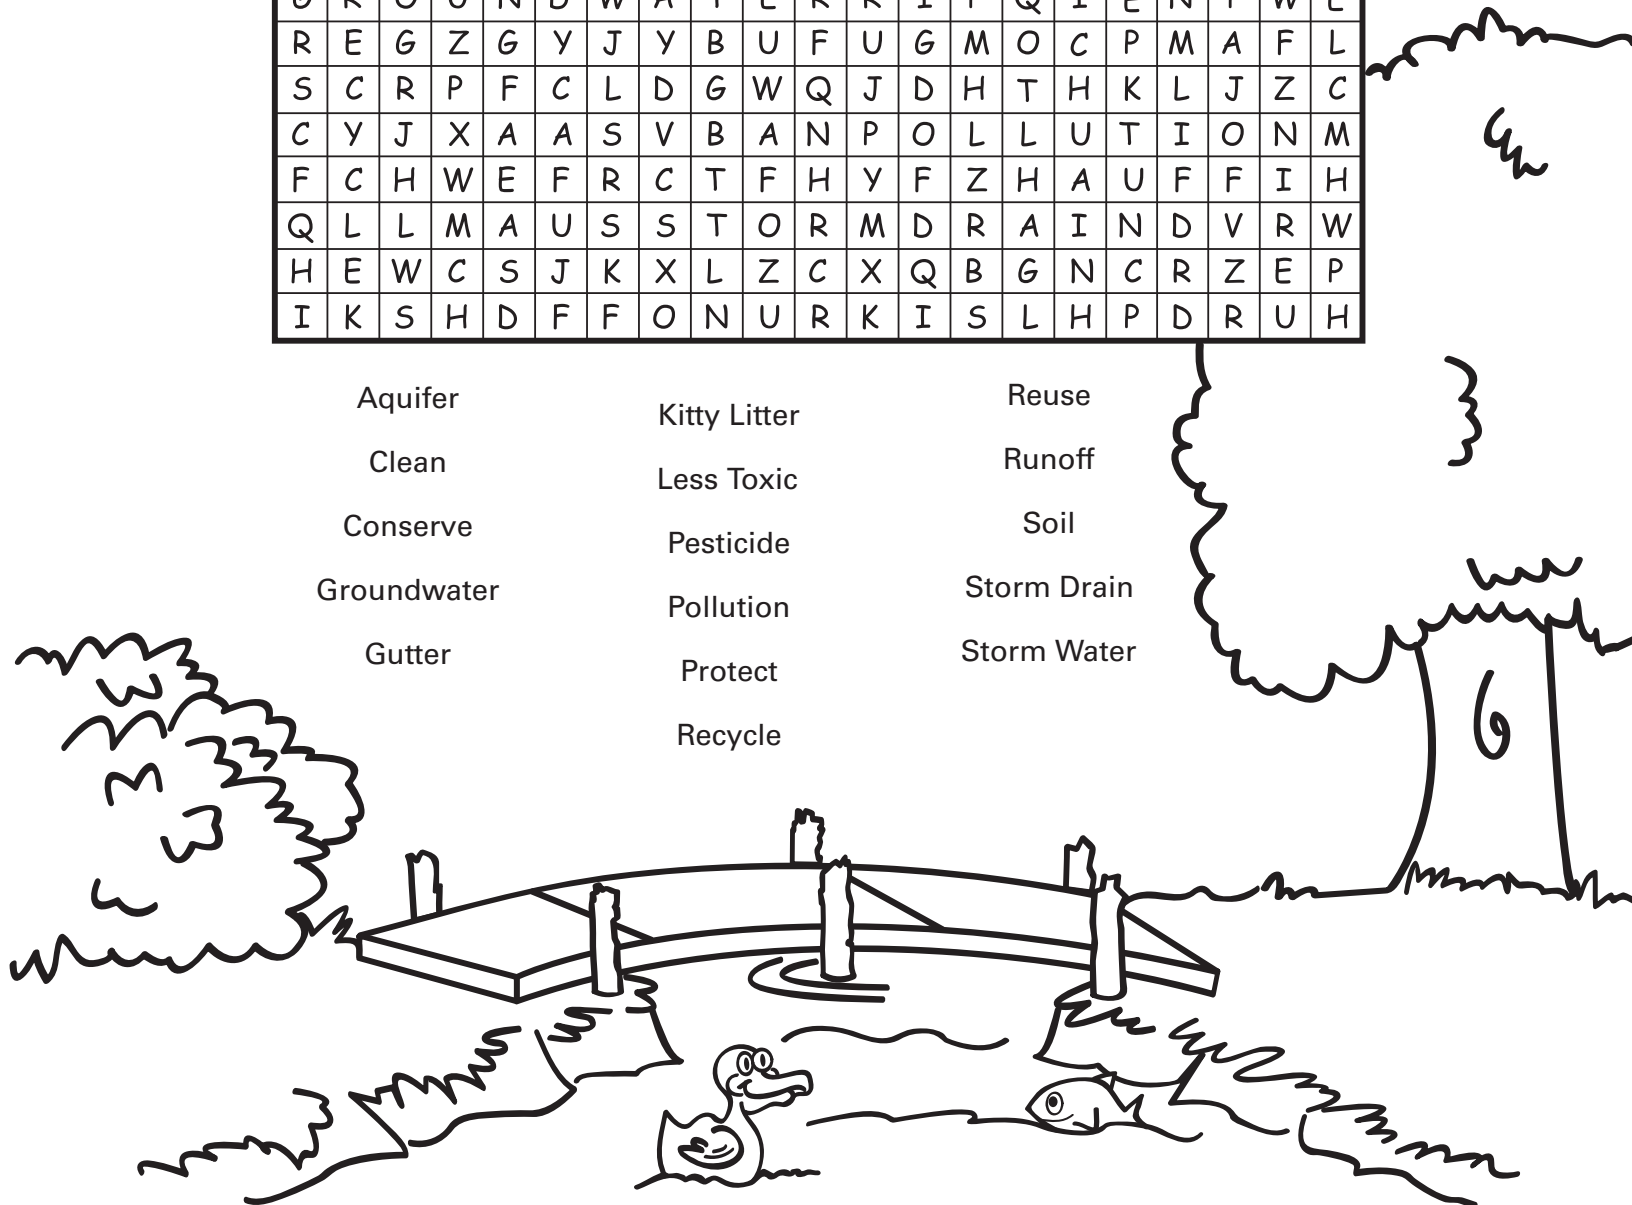 R E G Z G Y J Y B U F U G M O C P M A F L
S C R P F C L D G W Q J D H T H K L J Z C
C Y J X A A S V B A N P O L L U T I O N M
F C H W E F R C T F H Y F Z H A U F F I H
Q L L M A U S S T O R M D R A I N D V R W
H E W C S J K X L Z C X Q B G N C R Z E P
I K S H D F F O N U R K I S L H P D R U H
Aquifer
Clean
Conserve
Groundwater
Gutter
Kitty Litter
Less Toxic
Pesticide
Pollution
Protect
Recycle
Reuse
Runoff
Soil
Storm Drain
Storm Water